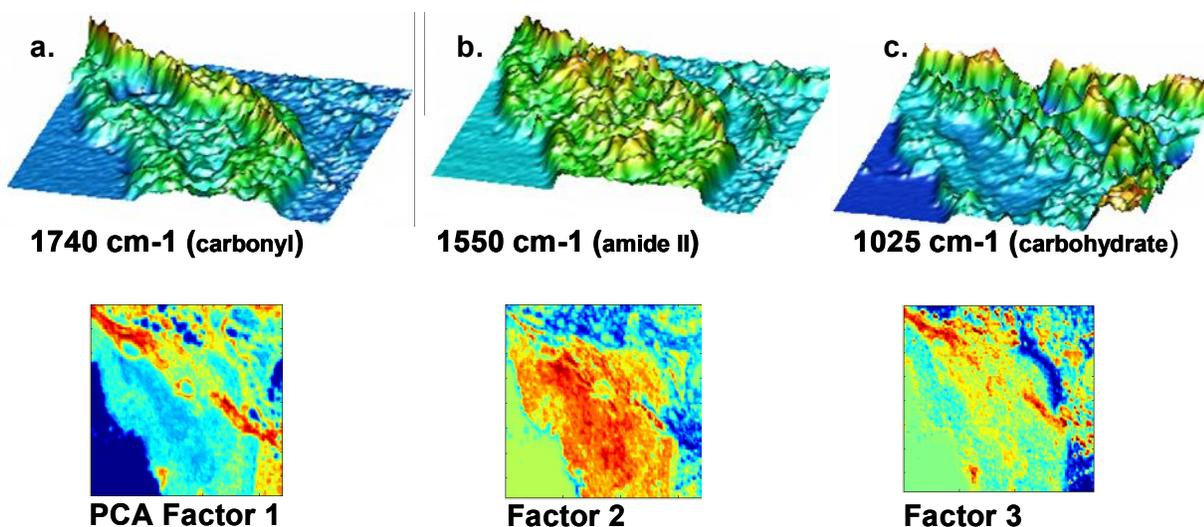 a.
b.
c.
1740 cm-1 (carbonyl)
1550 cm-1 (amide II)
1025 cm-1 (carbohydrate)
PCA Factor 1
Factor 2
Factor 3